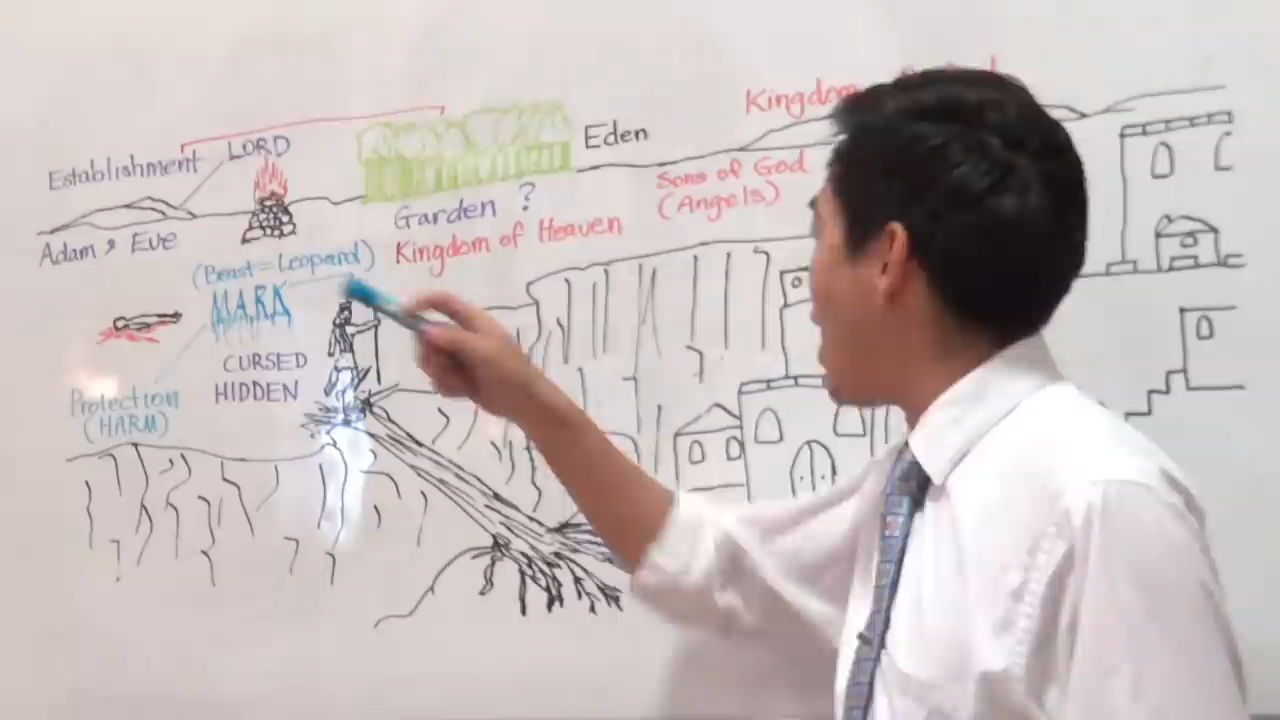 Kingdom
Eden
LORD
Establishment
Sons of God
(Angels)
Garden ?
Adam & Eve
Kingdom of Heaven
(Beast = Leopard)
MARK
CURSED
HIDDEN
Protection
(HARM)